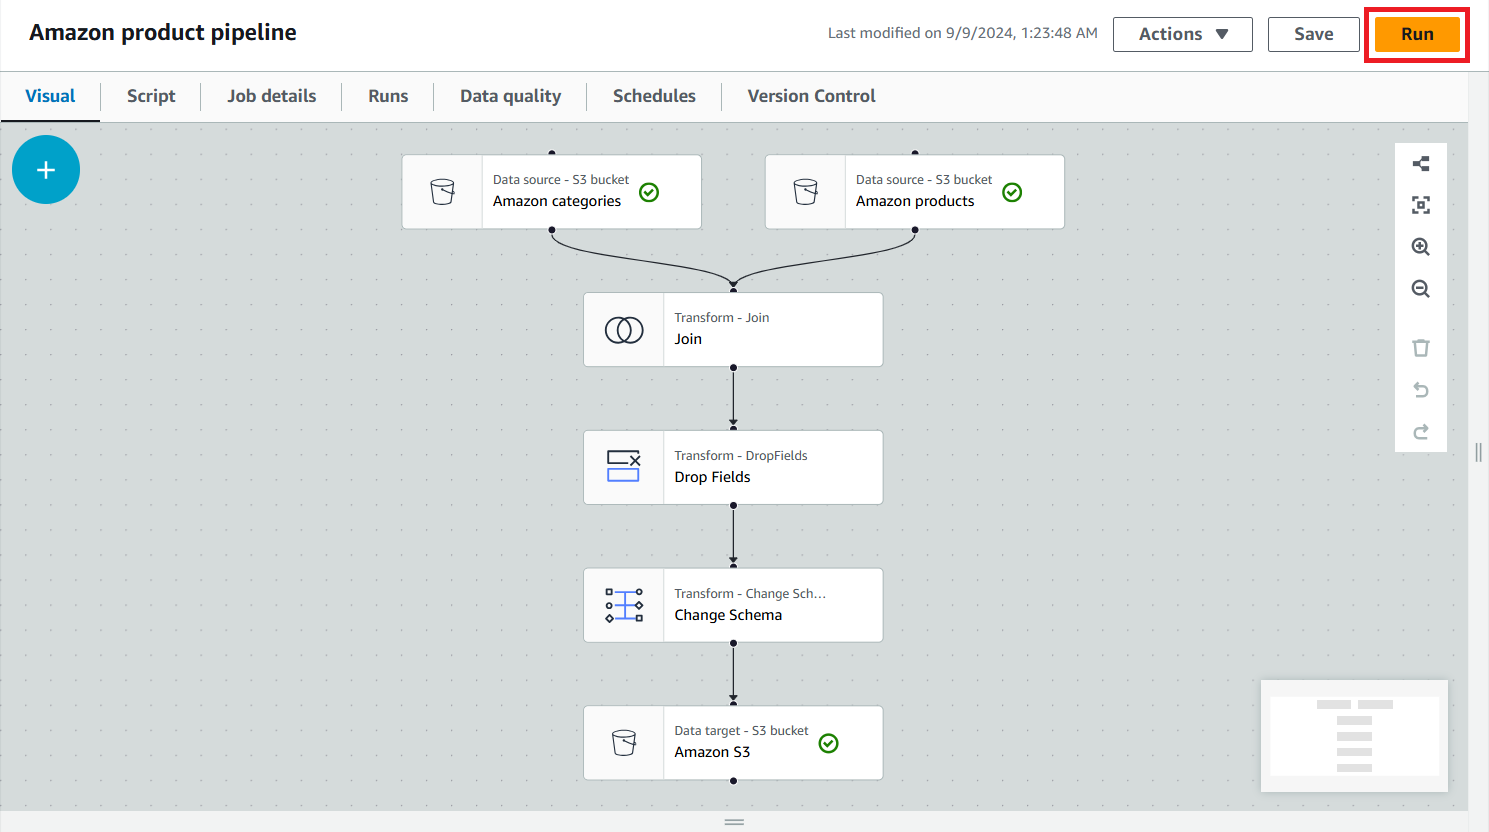 Amazon product pipeline
Last modified on 9/9/2024, 1:23:48 AM
Actions
Save
Run
Visual
Script
Job details
Runs
Data quality
Schedules
Version Control
Data source - S3 bucket
Amazon categories
Data source - S3 bucket
Amazon products
Transform - Join
Join
Transform - DropFields
Drop Fields
Transform - Change Sch...
Change Schema
Data target - S3 bucket
Amazon S3